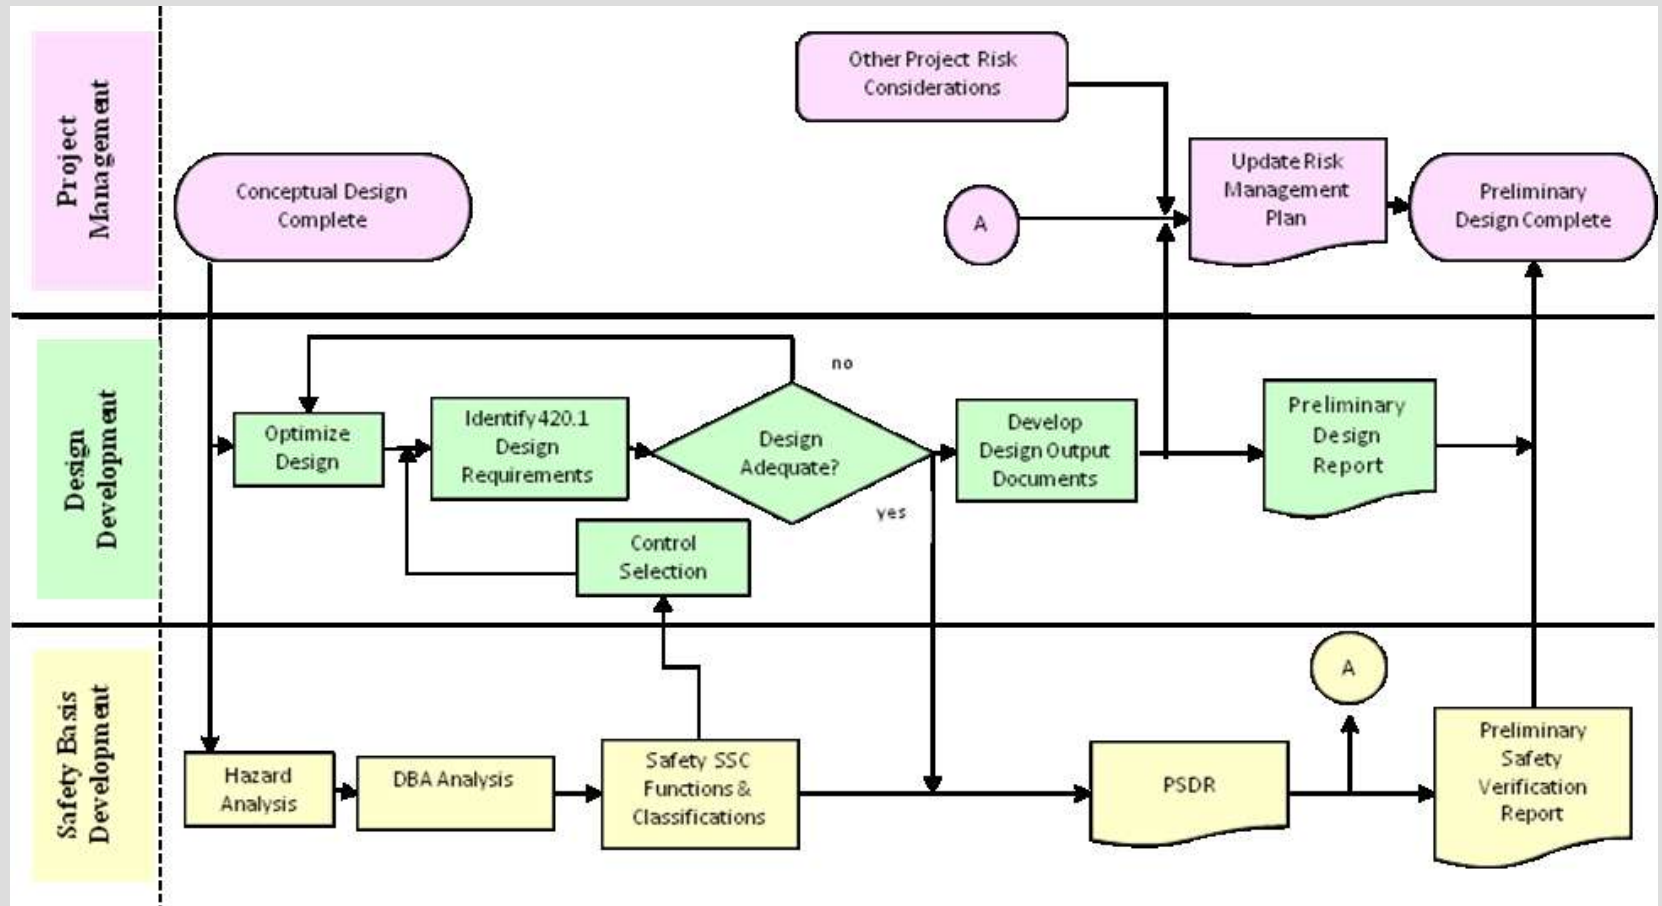 Project
Management
Other Project Risk
Considerations
Conceptual Design
Complete
A
Update Risk
Management
Plan
Preliminary
Design Complete
Design
Development
no
Optimize
Design
Identify 420.1
Design
Requirements
Design
Adequate?
yes
Develop
Design Output
Documents
Preliminary
Design
Report
Control
Selection
Safety Basis
Development
A
Hazard
Analysis
DBA Analysis
Safety SSC
Functions &
Classifications
PSDR
Preliminary
Safety
Verification
Report